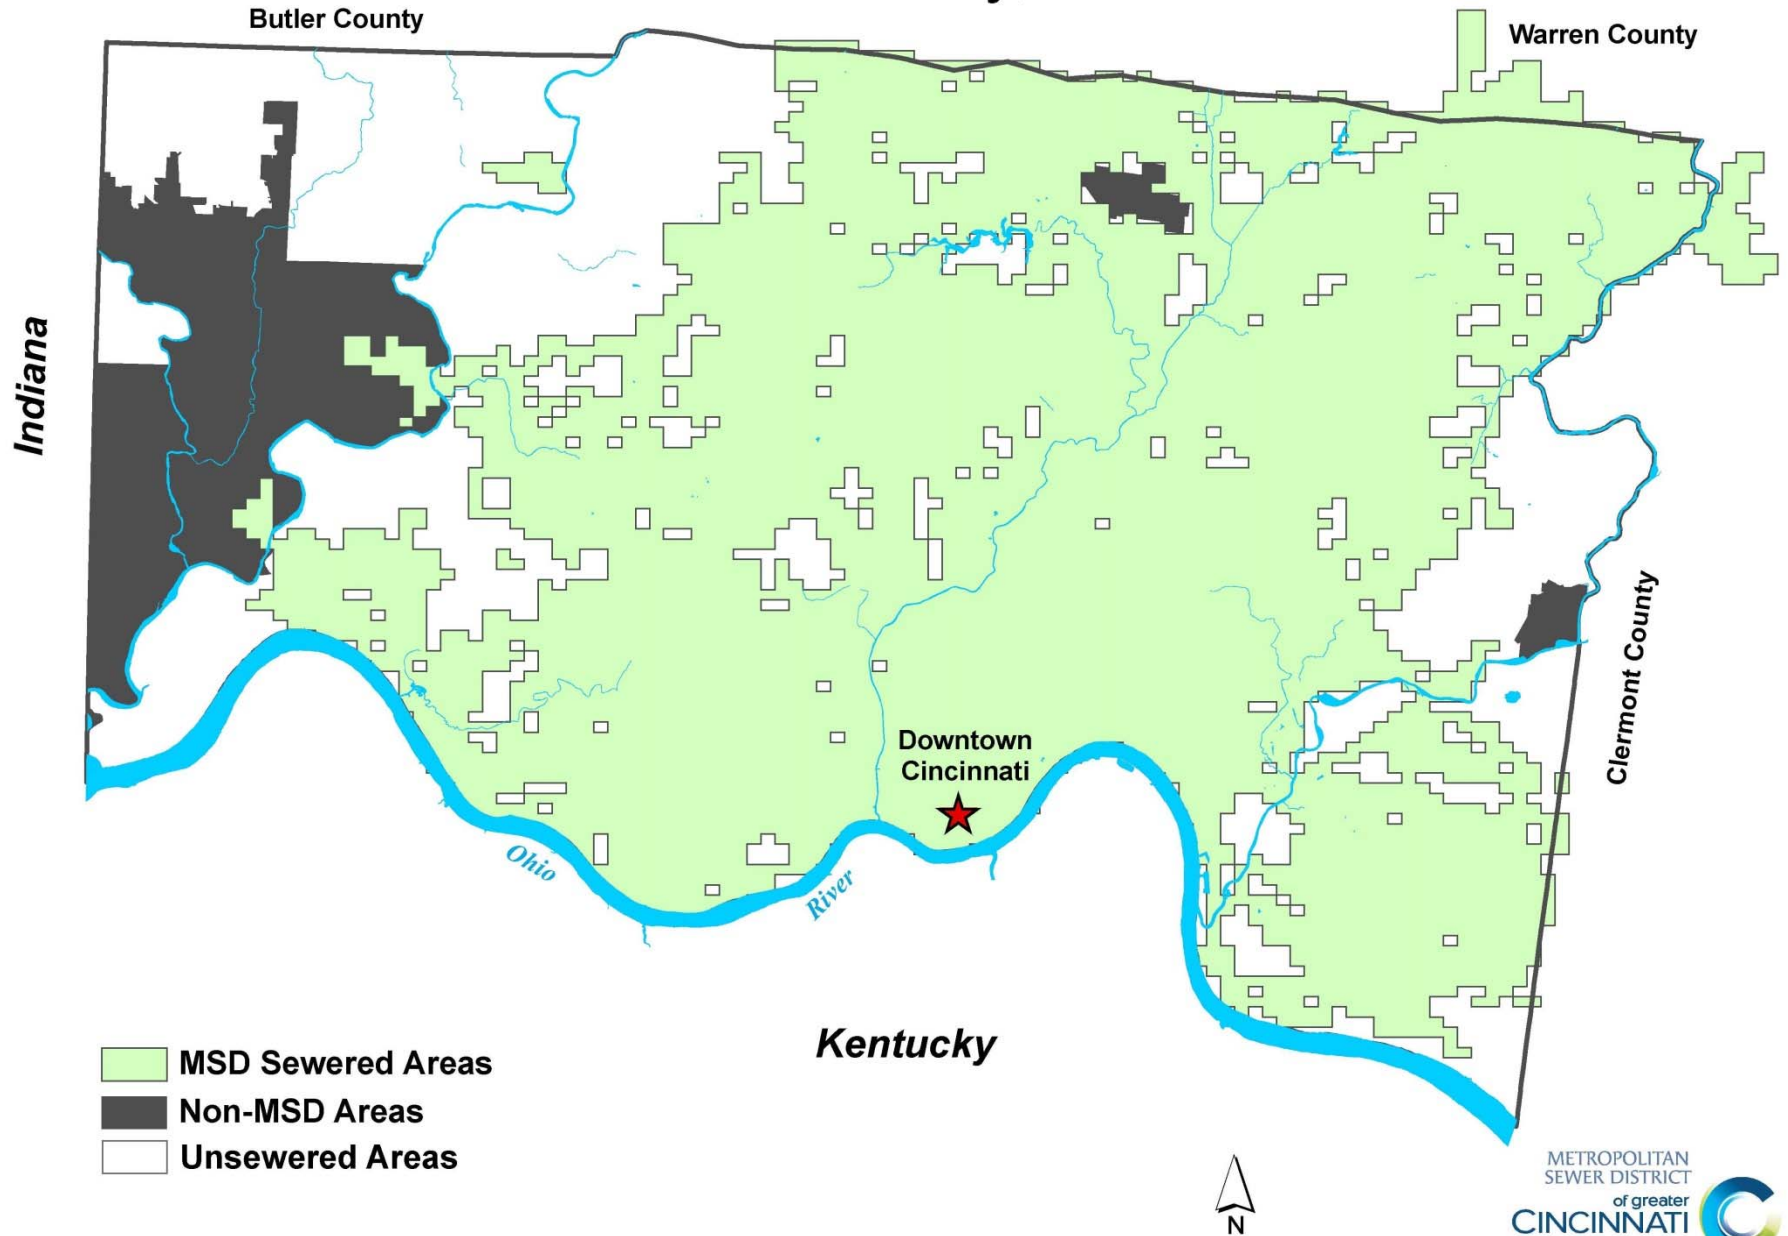 Butler County
Warren County
Indiana
Clermont County
Downtown
Cincinnati
Ohio
River
Kentucky
MSD Sewered Areas
Non-MSD Areas
Unsewered Areas
N
METROPOLITAN
SEWER DISTRICT
of greater
CINCINNATI